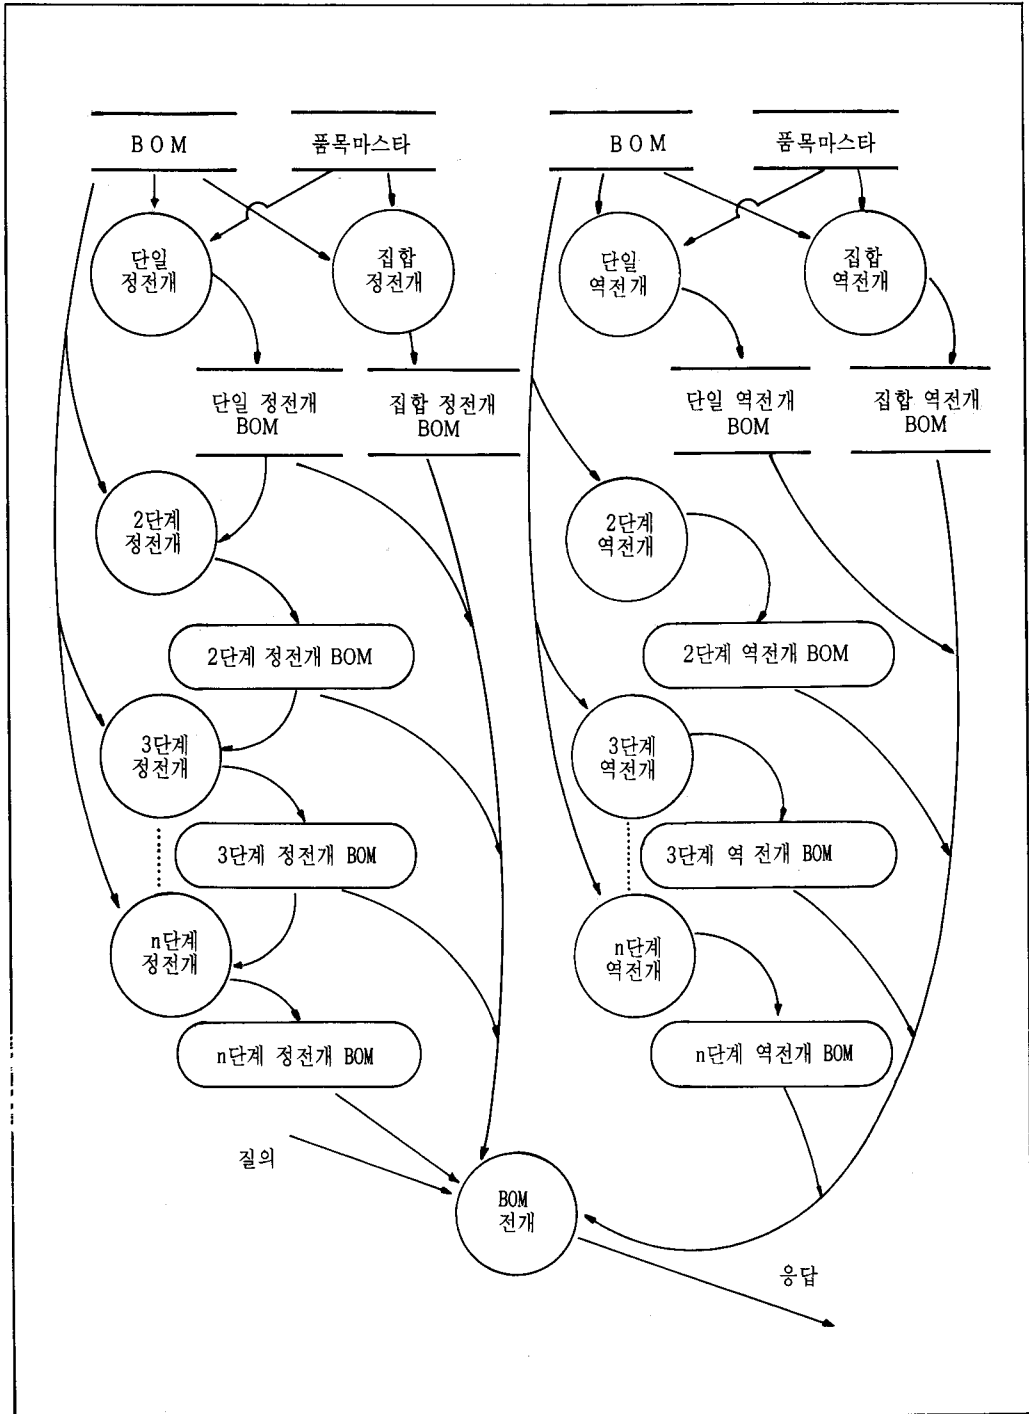 BOM
품목마스타
BOM
품목마스타
단일
정전개
집합
정전개
단일
역전개
집합
역전개
단일 정전개
BOM
집합 정전개
BOM
단일 역전개
BOM
집합 역전개
BOM
2단계
정전개
2단계
역전개
2단계 정전개 BOM
2단계 역전개 BOM
3단계
정전개
3단계
역전개
3단계 정전개 BOM
3단계 역 전개 BOM
n단계
정전개
n단계
역전개
n단계 정전개 BOM
n단계 역전개 BOM
질의
BOM
전개
응답